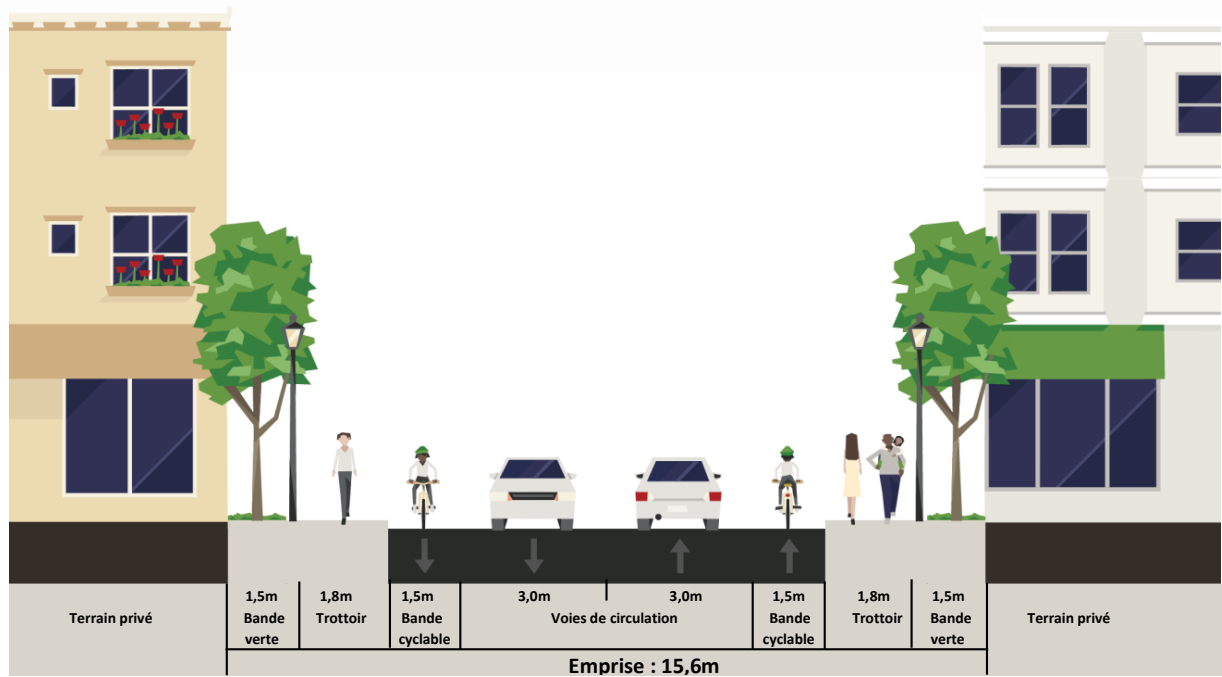 1,5m 1,8m 1,5m 3,0m 3,0m 1,5m 1,8m 1,5m
Terrain privé Bande Trottoir Bande Voies de circulation Bande Trottoir Bande Terrain privé
verte cyclable cyclable verte
Emprise : 15,6m